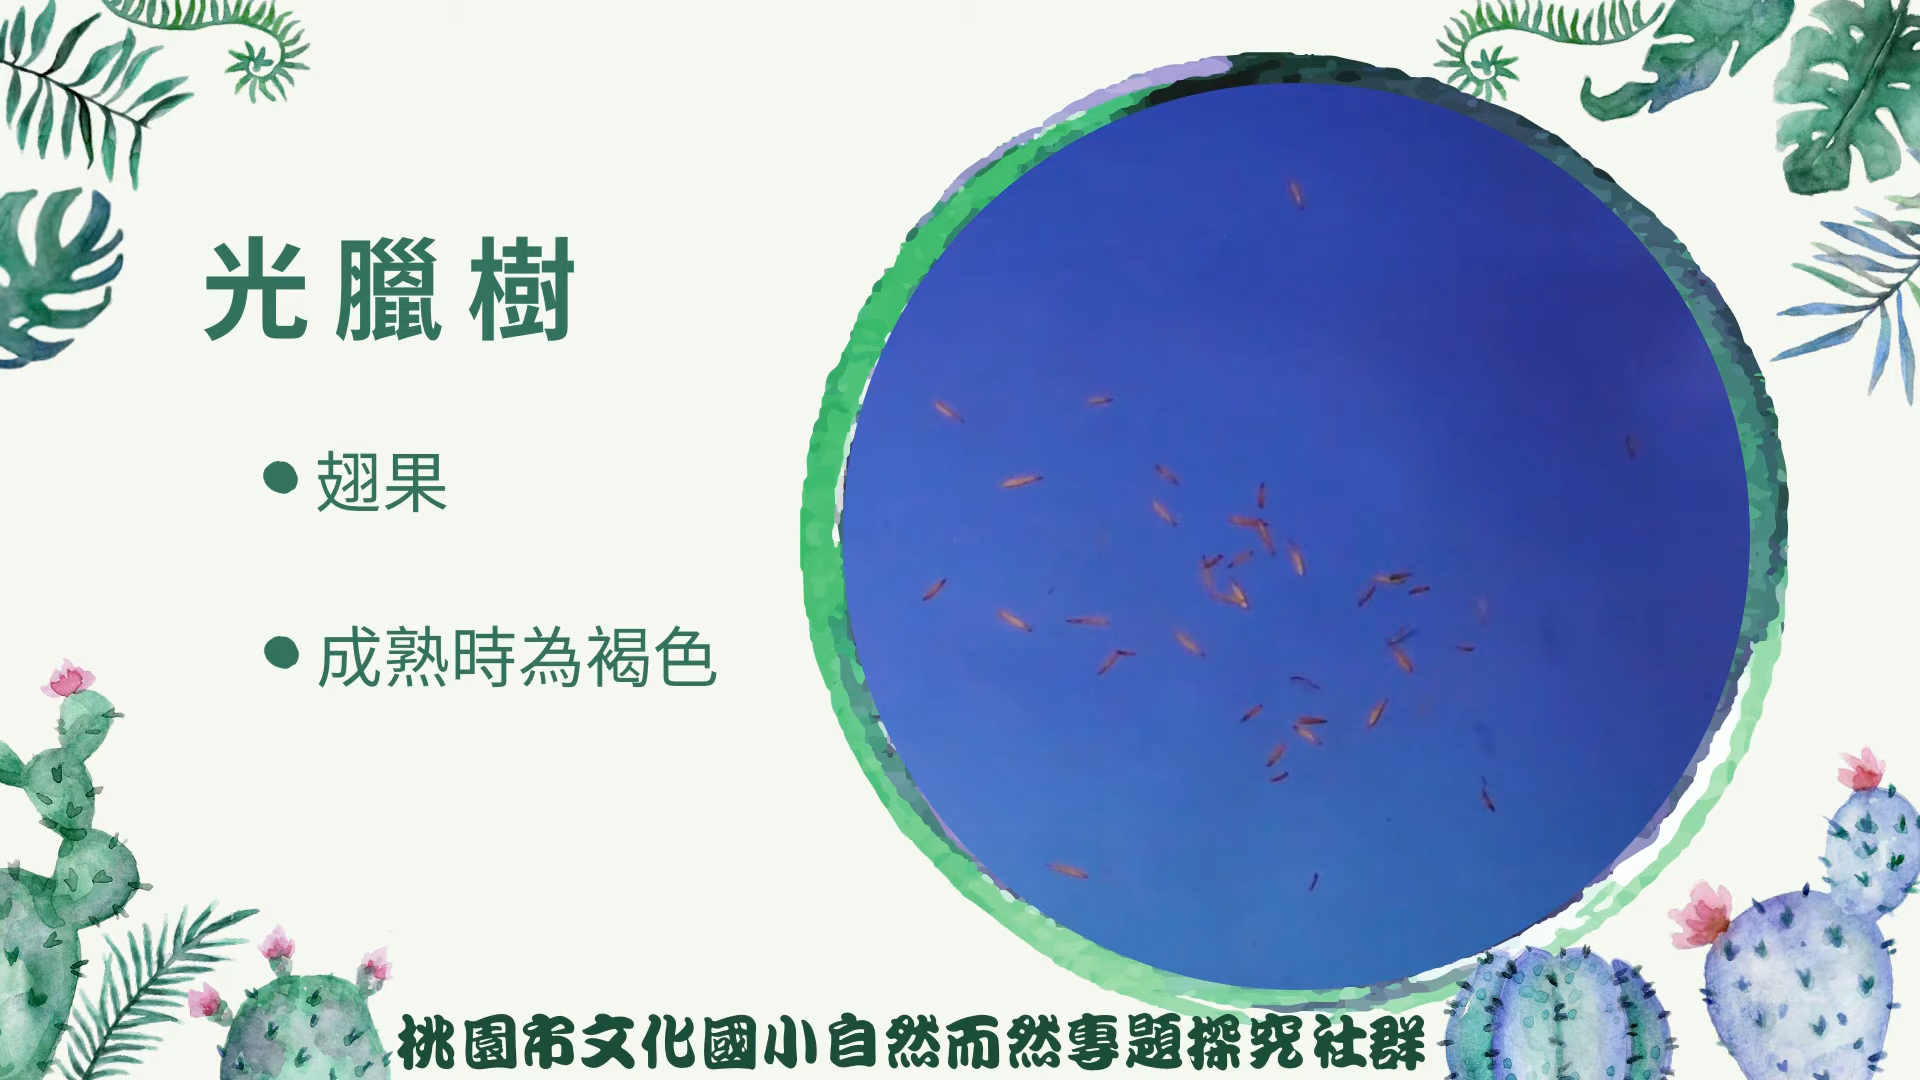 光臘樹
翅果
成熟時為褐色
桃園市文化國小自然而然專題探究社群